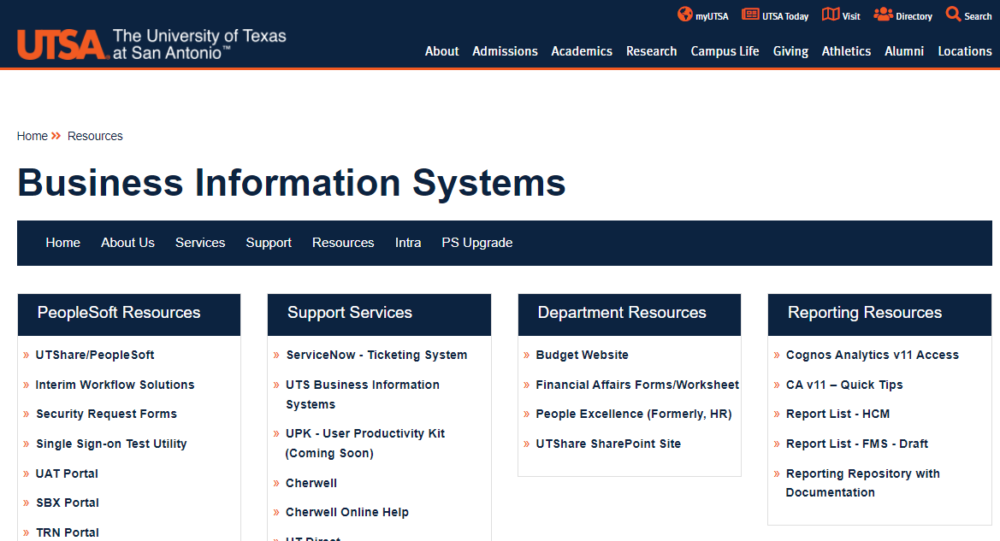 myUTSA UTSA Today Visit Directory Search
UTSA. The University of Texas
at San Antonio™
About Admissions Academics Research Campus Life Giving Athletics Alumni Locations
Home » Resources
Business Information Systems
Home About Us Services Support Resources Intra PS Upgrade
PeopleSoft Resources
» UTShare/PeopleSoft
» Interim Workflow Solutions
» Security Request Forms
» Single Sign-on Test Utility
» UAT Portal
» SBX Portal
» TRN Portal
Support Services
» ServiceNow - Ticketing System
» UTS Business Information
Systems
» UPK - User Productivity Kit
(Coming Soon)
» Cherwell
» Cherwell Online Help
» UT Direct
Department Resources
» Budget Website
» Financial Affairs Forms/Worksheet
» People Excellence (Formerly, HR)
» UTShare SharePoint Site
Reporting Resources
» Cognos Analytics v11 Access
» CA v11 – Quick Tips
» Report List - HCM
» Report List - FMS - Draft
» Reporting Repository with
Documentation